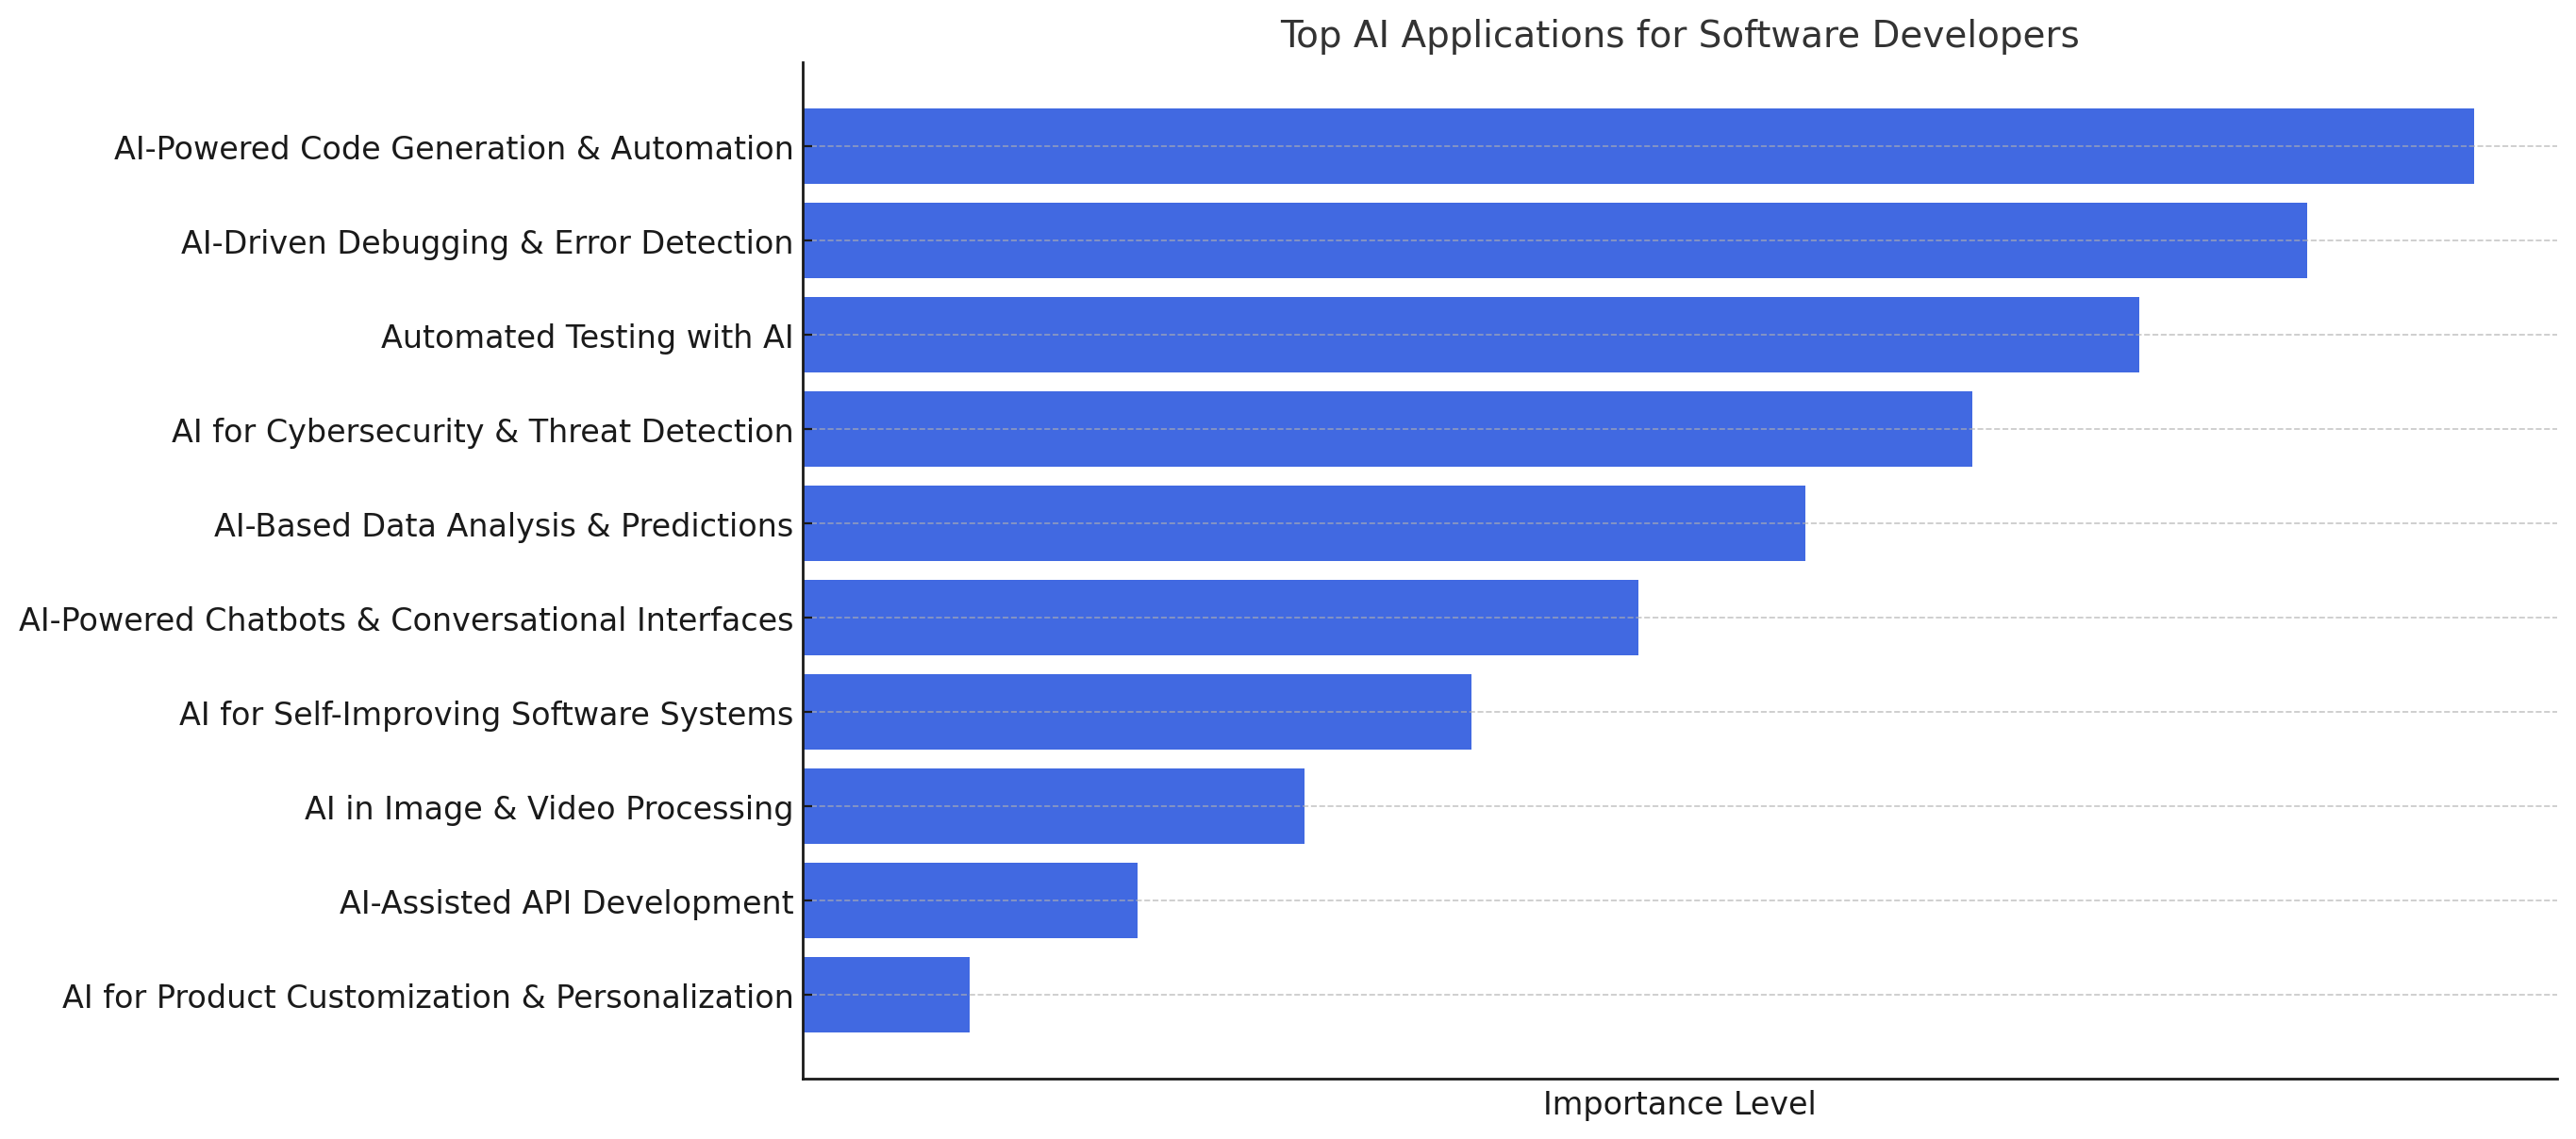 Top AI Applications for Software Developers
AI-Powered Code Generation & Automation
AI-Driven Debugging & Error Detection
Automated Testing with AI
AI for Cybersecurity & Threat Detection
AI-Based Data Analysis & Predictions
AI-Powered Chatbots & Conversational Interfaces
AI for Self-Improving Software Systems
AI in Image & Video Processing
AI-Assisted API Development
AI for Product Customization & Personalization
Importance Level